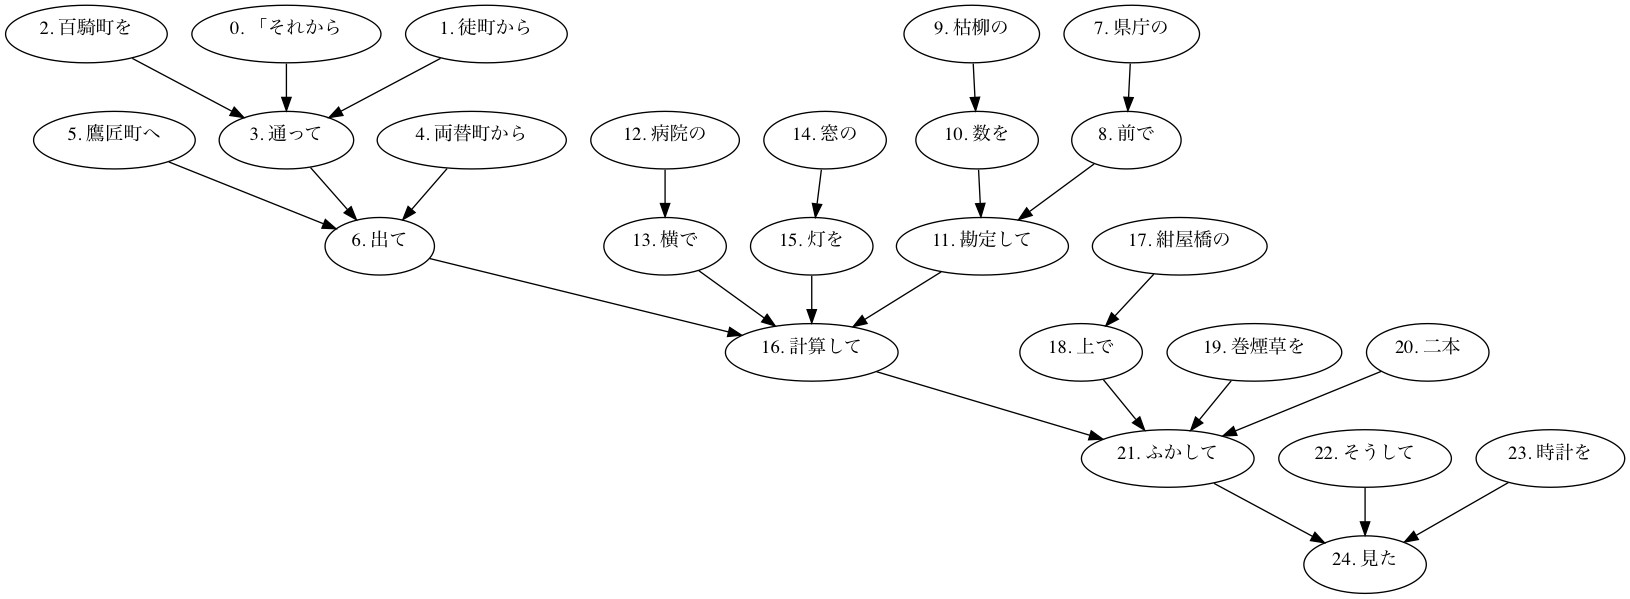 2. 百騎町を
0. 「それから
1. 徒町から
9. 枯柳の
7. 県庁の
5. 鷹匠町へ
3. 通って
4. 両替町から
12. 病院の
14. 窓の
10. 数を
8. 前で
6. 出て
13. 横で
15. 灯を
11. 勘定して
17. 紺屋橋の
16. 計算して
18. 上で
19. 巻煙草を
20. 二本
21. ふかして
22. そうして
23. 時計を
24. 見た